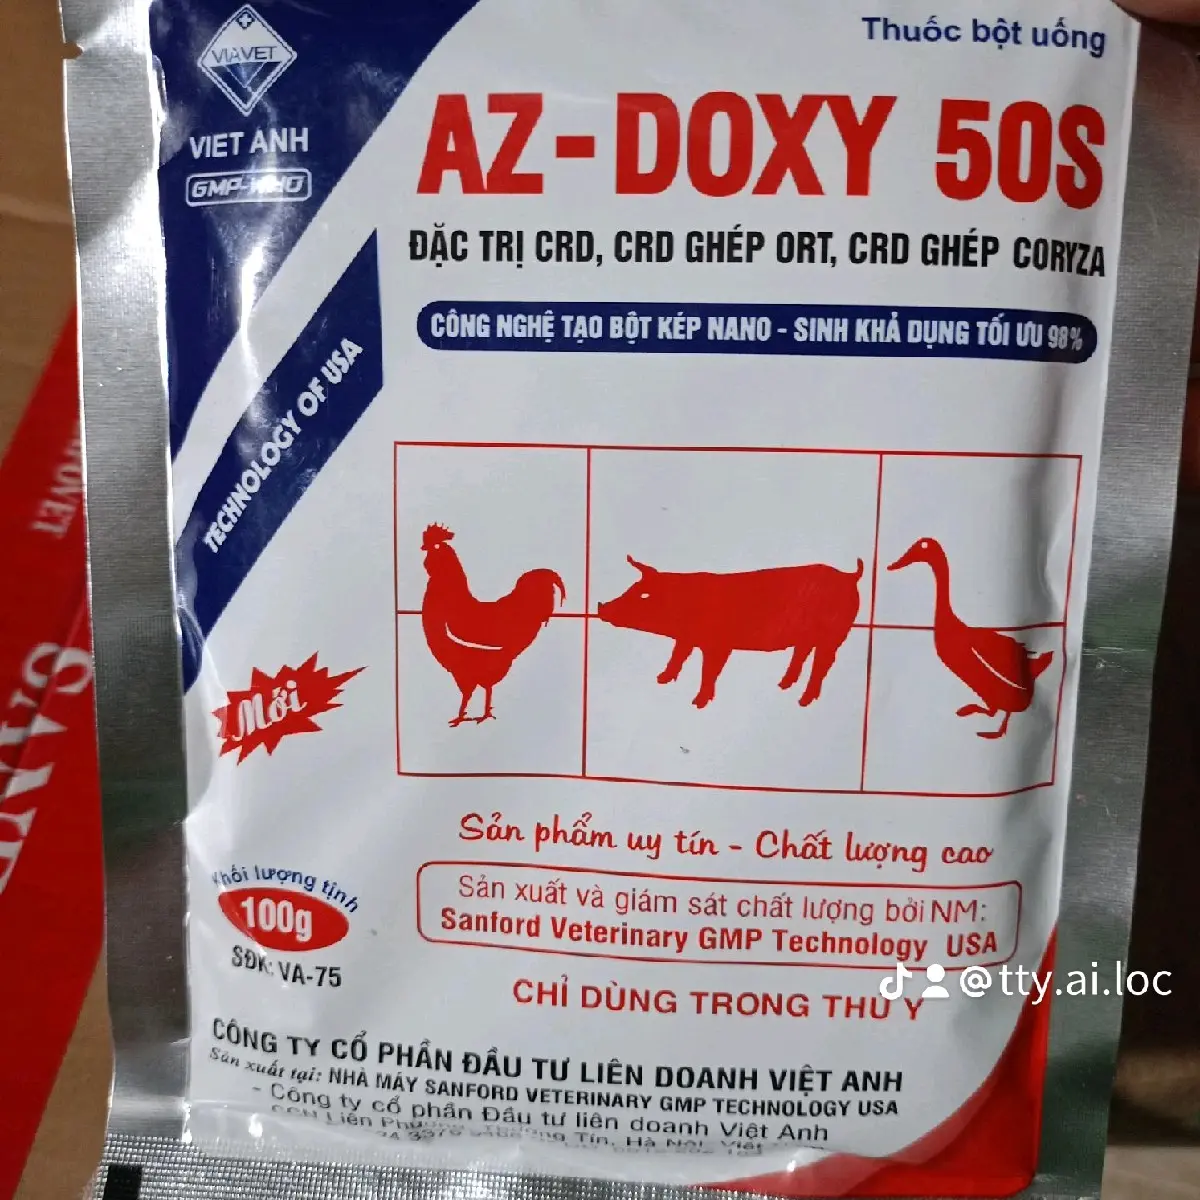 VIAVET
VIET ANH
GMP-WHO
Thuốc bột uống
AZ-DOXY 50S
ĐẶC TRỊ CRD, CRD GHÉP ORT, CRD GHÉP CORYZA
CÔNG NGHỆ TẠO BỘT KÉP NANO - SINH KHẢ DỤNG TỐI ƯU 98%
TECHNOLOGY OF USA
Mới
Sản phẩm uy tín - Chất lượng cao
Sản xuất và giám sát chất lượng bởi NM:
Sanford Veterinary GMP Technology USA
Khối lượng tịnh
100g
SĐK: VA-75
CHỈ DÙNG TRONG THÚ Y
@tty.ai.loc
CÔNG TY CỔ PHẦN ĐẦU TƯ LIÊN DOANH VIỆT ANH
Sản xuất tại: NHÀ MÁY SANFORD VETERINARY GMP TECHNOLOGY USA
- Công ty cổ phần Đầu tư liên doanh Việt Anh
CCN Liên Phương, Thường Tín, Hà Nội, Việt